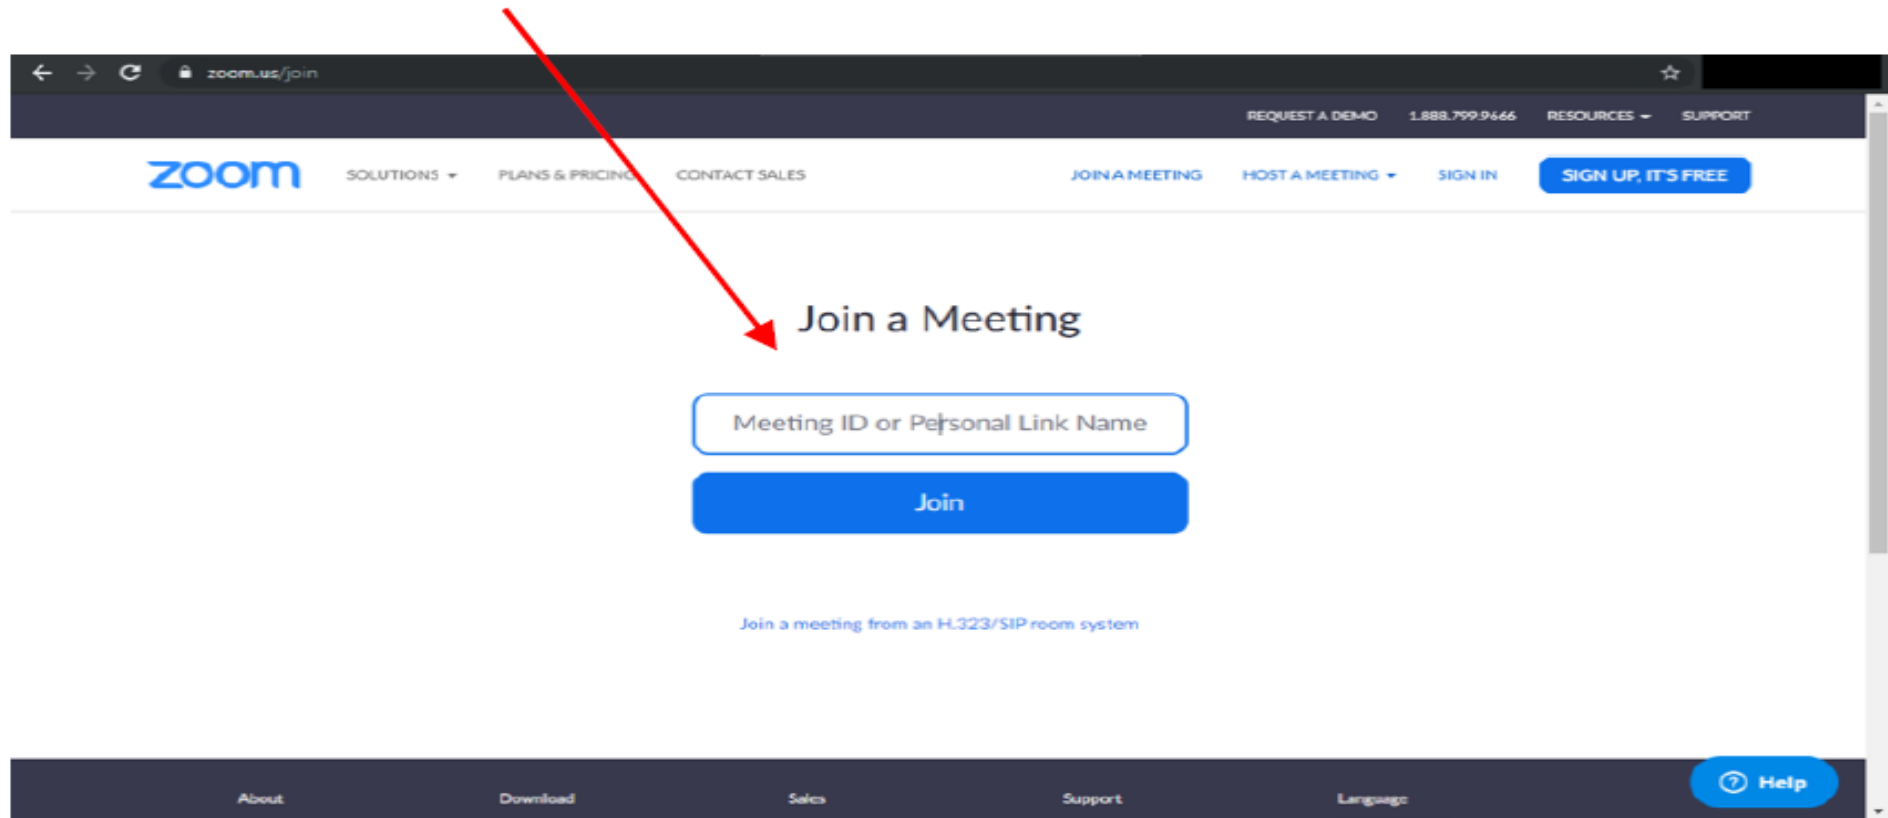 zoom.us/join
REQUEST A DEMO 1.888.799.9666 RESOURCES SUPPORT
zoom SOLUTIONS PLANS & PRICING CONTACT SALES JOIN A MEETING HOST A MEETING SIGN IN SIGN UP, IT'S FREE
Join a Meeting
Meeting ID or Personal Link Name
Join
Join a meeting from an H.323/SIP room system
Help
About Download Sales Support Language